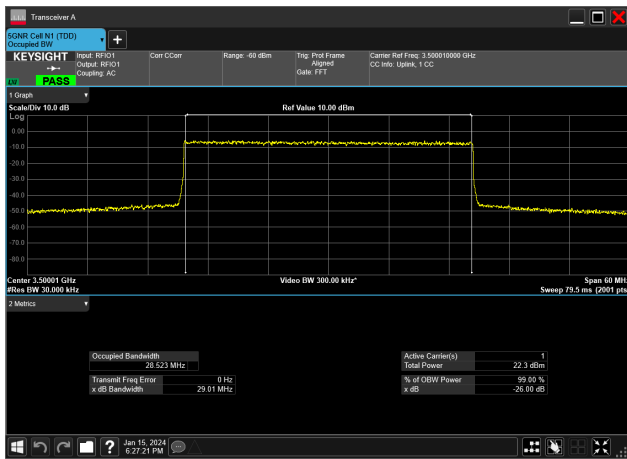 Transceiver A
5GNR Cell N1 (TDD)
Occupied BW
KEYSIGHT
PASS
Input: RFIO1
Output: RFIO1
Coupling: AC
Corr CCorr
Range: -60 dBm
Trig: Prot Frame
Aligned
Gate: FFT
Carrier Ref Freq: 3.500010000 GHz
CC Info: Uplink, 1 CC
1 Graph
Scale/Div 10.0 dB
Ref Value 10.00 dBm
Log
0.00
-10.0
-20.0
-30.0
-40.0
-50.0
-60.0
-70.0
-80.0
Center 3.50001 GHz
Video BW 300.00 kHz*
Span 60 MH
#Res BW 30.000 kHz
Sweep 79.5 ms (2001 pts
2 Metrics
Occupied Bandwidth
28.523 MHz
Transmit Freq Error 0 Hz
x dB Bandwidth 29.01 MHz
Active Carrier(s) 1
Total Power 22.3 dBm
% of OBW Power 99.00 %
x dB -26.00 dB
?
Jan 15, 2024
6:27:21 PM